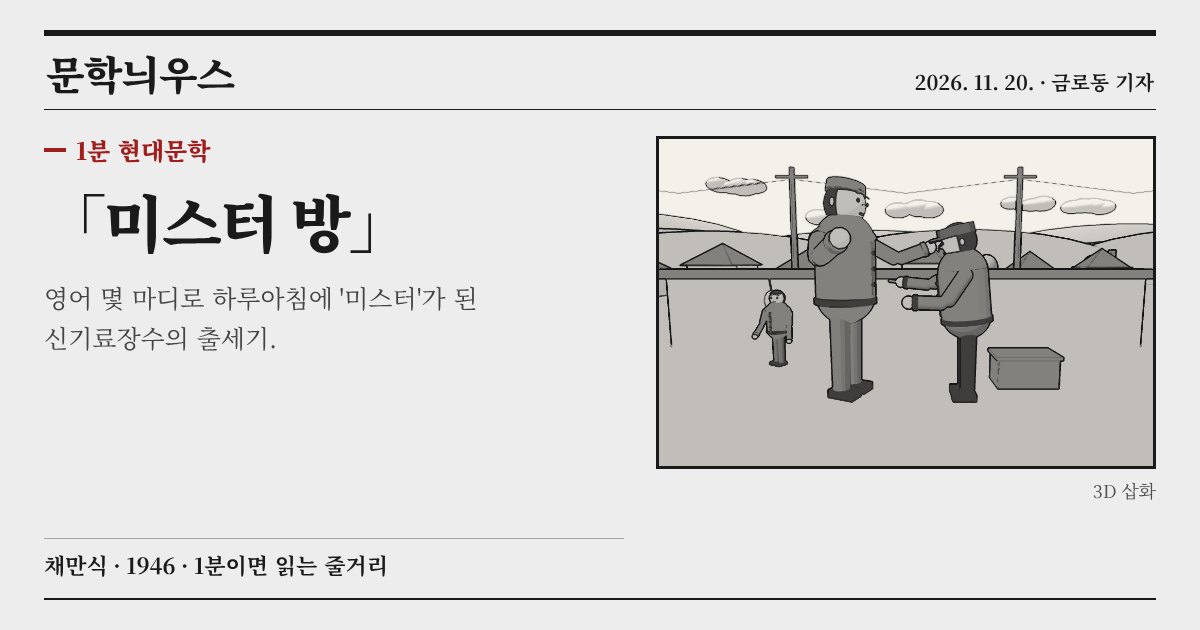 문학늬우스
2026. 11. 20. · 금로동 기자
1분 현대문학
「미스터 방」
영어 몇 마디로 하루아침에 '미스터'가 된
신기료장수의 출세기.
3D 삽화
채만식 · 1946 · 1분이면 읽는 줄거리